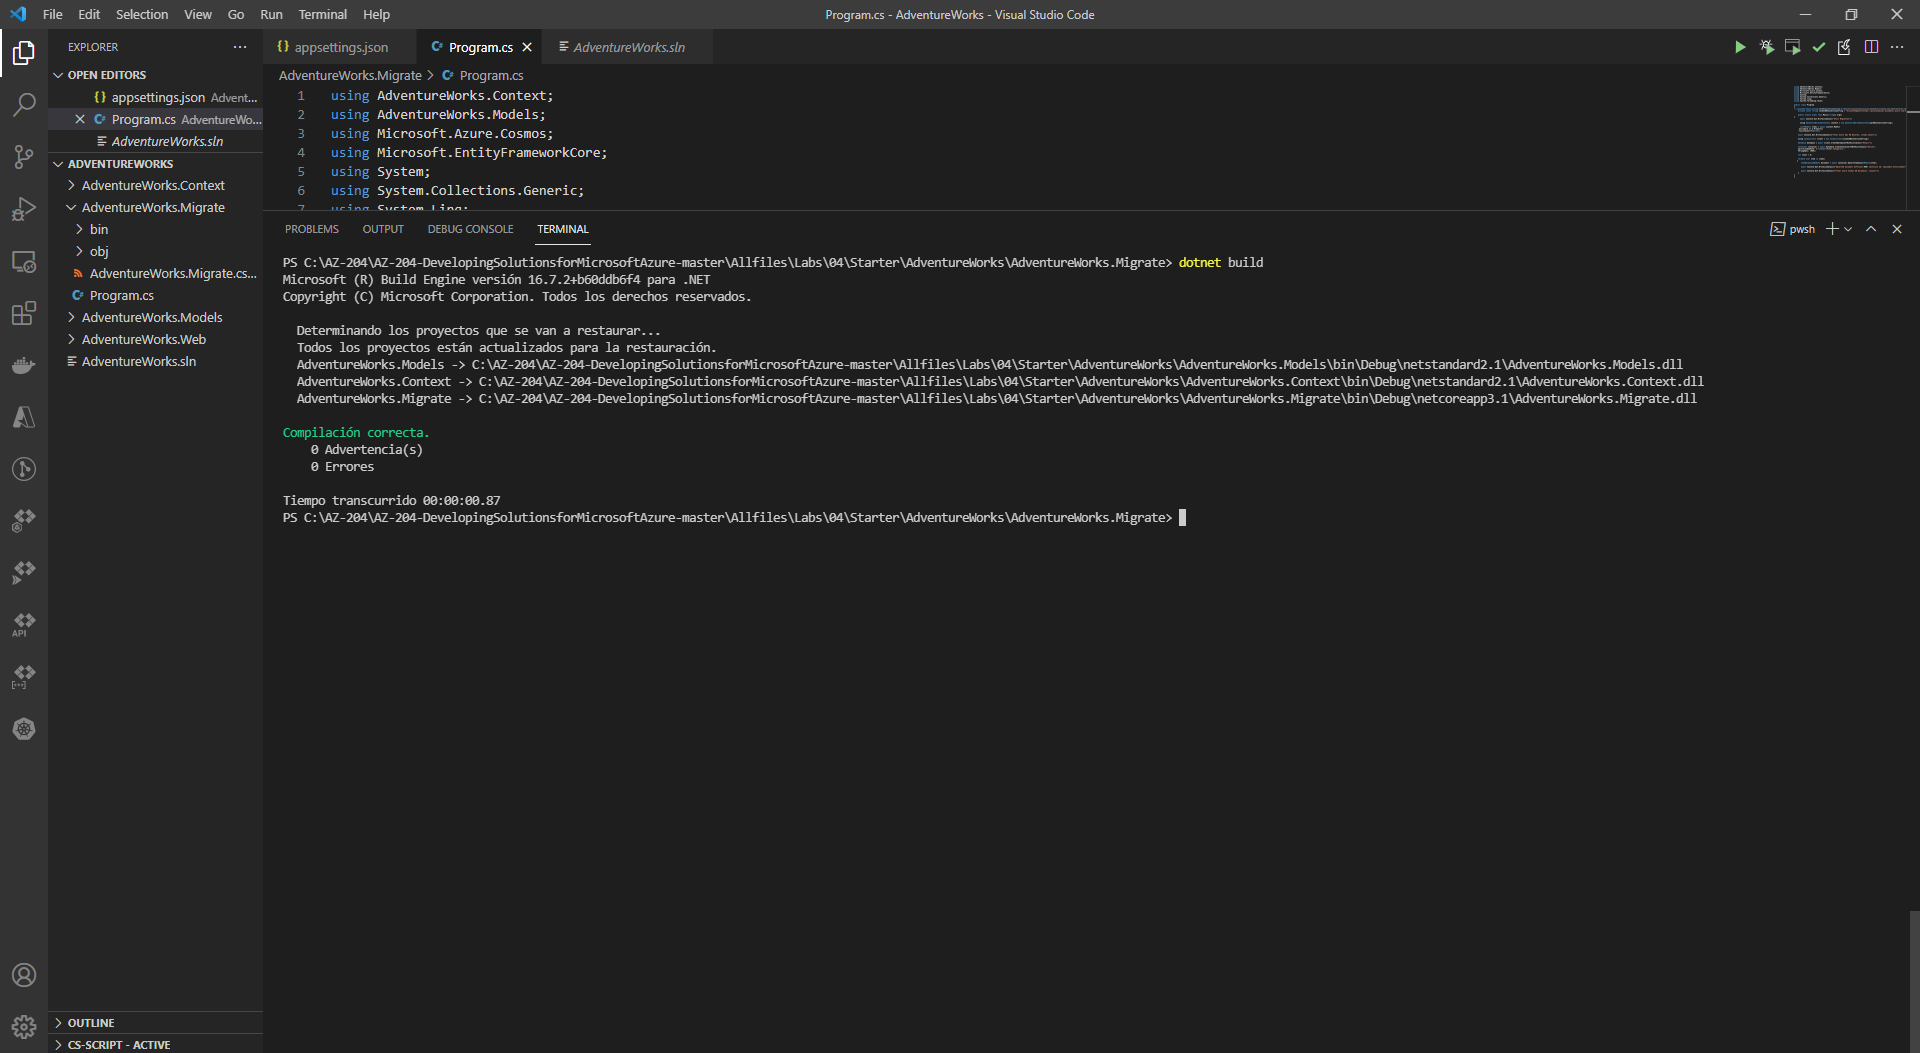 File Edit Selection View Go Run Terminal Help
Program.cs - AdventureWorks - Visual Studio Code
EXPLORER
OPEN EDITORS
appsettings.json Advent...
Program.cs AdventureWo...
AdventureWorks.sln
ADVENTUREWORKS
AdventureWorks.Context
AdventureWorks.Migrate
bin
obj
AdventureWorks.Migrate.cs...
Program.cs
AdventureWorks.Models
AdventureWorks.Web
AdventureWorks.sln
API
OUTLINE
CS-SCRIPT - ACTIVE
appsettings.json
Program.cs
AdventureWorks.sln
AdventureWorks.Migrate > Program.cs
1 using AdventureWorks.Context;
2 using AdventureWorks.Models;
3 using Microsoft.Azure.Cosmos;
4 using Microsoft.EntityFrameworkCore;
5 using System;
6 using System.Collections.Generic;
7 using System.Linq;
PROBLEMS OUTPUT DEBUG CONSOLE TERMINAL
pwsh
PS C:\AZ-204\AZ-204-DevelopingSolutionsforMicrosoftAzure-master\Allfiles\Labs\04\Starter\AdventureWorks\AdventureWorks.Migrate> dotnet build
Microsoft (R) Build Engine versión 16.7.2+b60ddb6f4 para .NET
Copyright (C) Microsoft Corporation. Todos los derechos reservados.
Determinando los proyectos que se van a restaurar...
Todos los proyectos están actualizados para la restauración.
AdventureWorks.Models -> C:\AZ-204\AZ-204-DevelopingSolutionsforMicrosoftAzure-master\Allfiles\Labs\04\Starter\AdventureWorks\AdventureWorks.Models\bin\Debug\netstandard2.1\AdventureWorks.Models.dll
AdventureWorks.Context -> C:\AZ-204\AZ-204-DevelopingSolutionsforMicrosoftAzure-master\Allfiles\Labs\04\Starter\AdventureWorks\AdventureWorks.Context\bin\Debug\netstandard2.1\AdventureWorks.Context.dll
AdventureWorks.Migrate -> C:\AZ-204\AZ-204-DevelopingSolutionsforMicrosoftAzure-master\Allfiles\Labs\04\Starter\AdventureWorks\AdventureWorks.Migrate\bin\Debug\netcoreapp3.1\AdventureWorks.Migrate.dll
Compilación correcta.
0 Advertencia(s)
0 Errores
Tiempo transcurrido 00:00:00.87
PS C:\AZ-204\AZ-204-DevelopingSolutionsforMicrosoftAzure-master\Allfiles\Labs\04\Starter\AdventureWorks\AdventureWorks.Migrate>